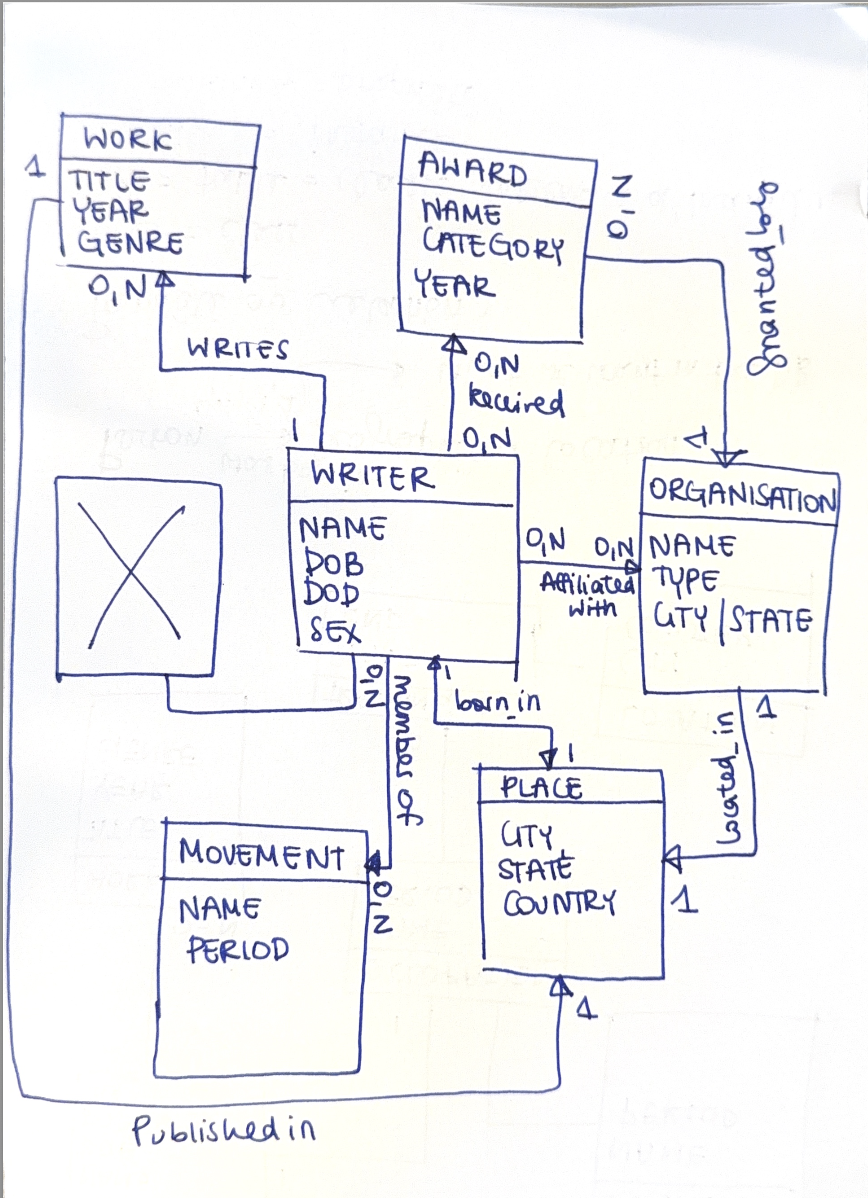 WORK
1
TITLE
YEAR
GENRE
0,N
WRITES
1
AWARD
NAME
CATEGORY
YEAR
0,N
0,N
Received
0,N
1
WRITER
NAME
DOB
DOD
SEX
ORGANISATION
NAME
TYPE
CITY/STATE
0,N 0,N
Affiliated
with
0,N
member of
0,N
1
born_in
1
1
located_in
1
PLACE
CITY,
STATE
COUNTRY
MOVEMENT
NAME
PERIOD
1
Published in